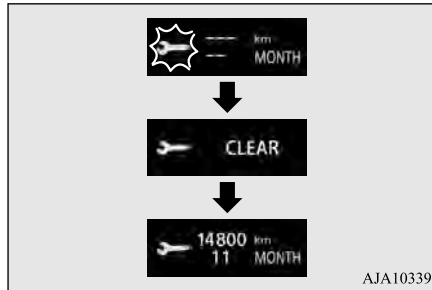 --- km
-- MONTH
CLEAR
14800 km
11 MONTH
AJA10339